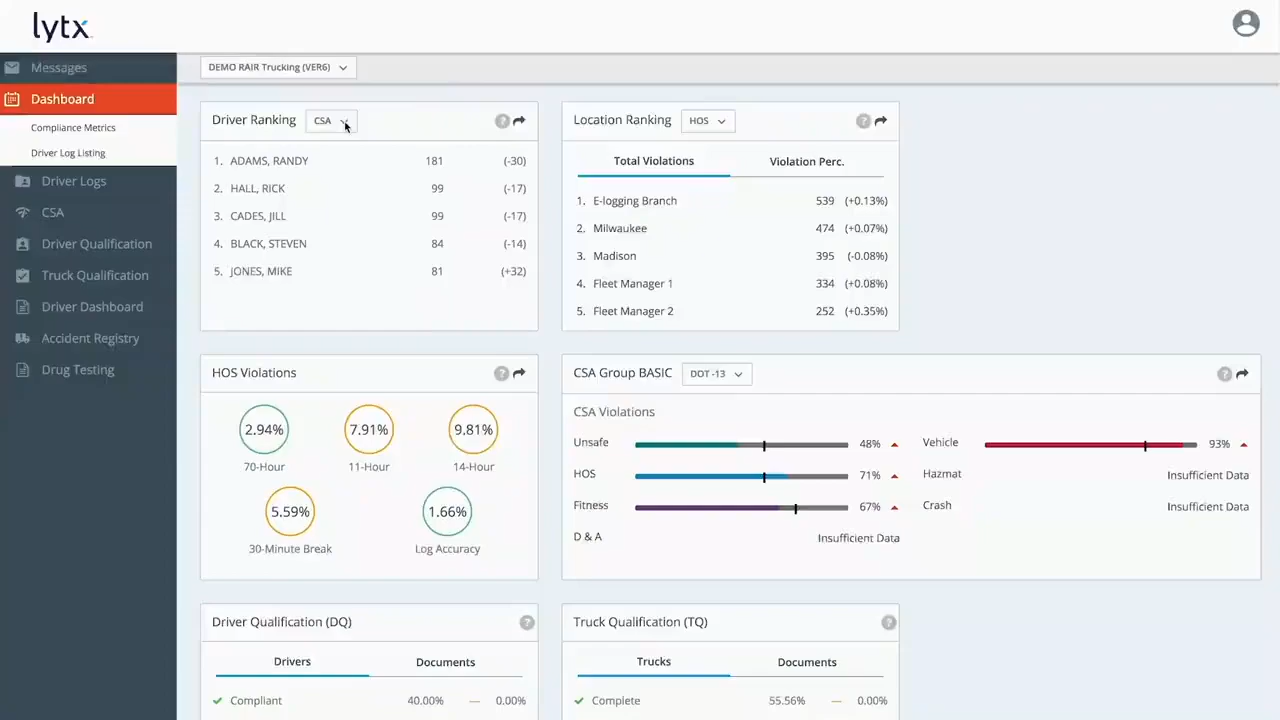 lytx
Messages
Dashboard
Compliance Metrics
Driver Log Listing
Driver Logs
CSA
Driver Qualification
Truck Qualification
Driver Dashboard
Accident Registry
Drug Testing
DEMO RAIR Trucking (VER6)
Driver Ranking CSA ?
1. ADAMS, RANDY 181 (-30)
2. HALL, RICK 99 (-17)
3. CADES, JILL 99 (-17)
4. BLACK, STEVEN 84 (-14)
5. JONES, MIKE 81 (+32)
Location Ranking HOS ?
Total Violations Violation Perc.
1. E-logging Branch 539 (+0.13%)
2. Milwaukee 474 (+0.07%)
3. Madison 395 (-0.08%)
4. Fleet Manager 1 334 (+0.08%)
5. Fleet Manager 2 252 (+0.35%)
HOS Violations ?
2.94% 7.91% 9.81%
70-Hour 11-Hour 14-Hour
5.59% 1.66%
30-Minute Break Log Accuracy
CSA Group BASIC DOT -13 ?
CSA Violations
Unsafe 48% Vehicle 93%
HOS 71% Hazmat Insufficient Data
Fitness 67% Crash Insufficient Data
D & A Insufficient Data
Driver Qualification (DQ) ?
Drivers Documents
Compliant 40.00% — 0.00%
Truck Qualification (TQ) ?
Trucks Documents
Complete 55.56% — 0.00%